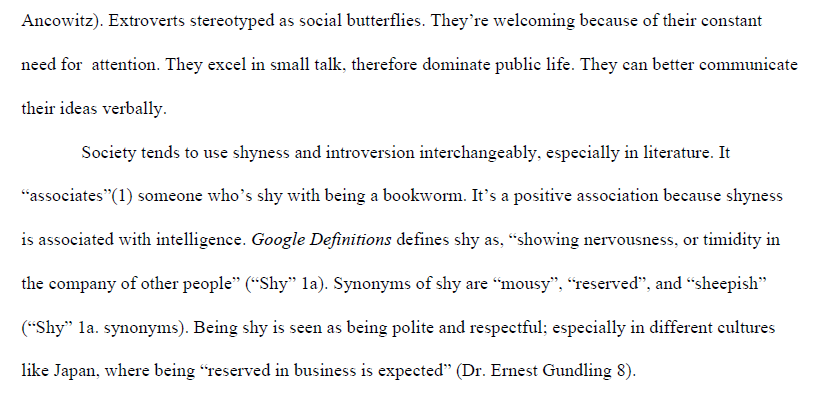 Ancowitz). Extroverts stereotyped as social butterflies. They’re welcoming because of their constant
need for  attention. They excel in small talk, therefore dominate public life. They can better communicate
their ideas verbally.
Society tends to use shyness and introversion interchangeably, especially in literature. It
“associates”(1) someone who’s shy with being a bookworm. It’s a positive association because shyness
is associated with intelligence. Google Definitions defines shy as, “showing nervousness, or timidity in
the company of other people” (“Shy” 1a). Synonyms of shy are “mousy”, “reserved”, and “sheepish”
(“Shy” 1a. synonyms). Being shy is seen as being polite and respectful; especially in different cultures
like Japan, where being “reserved in business is expected” (Dr. Ernest Gundling 8).